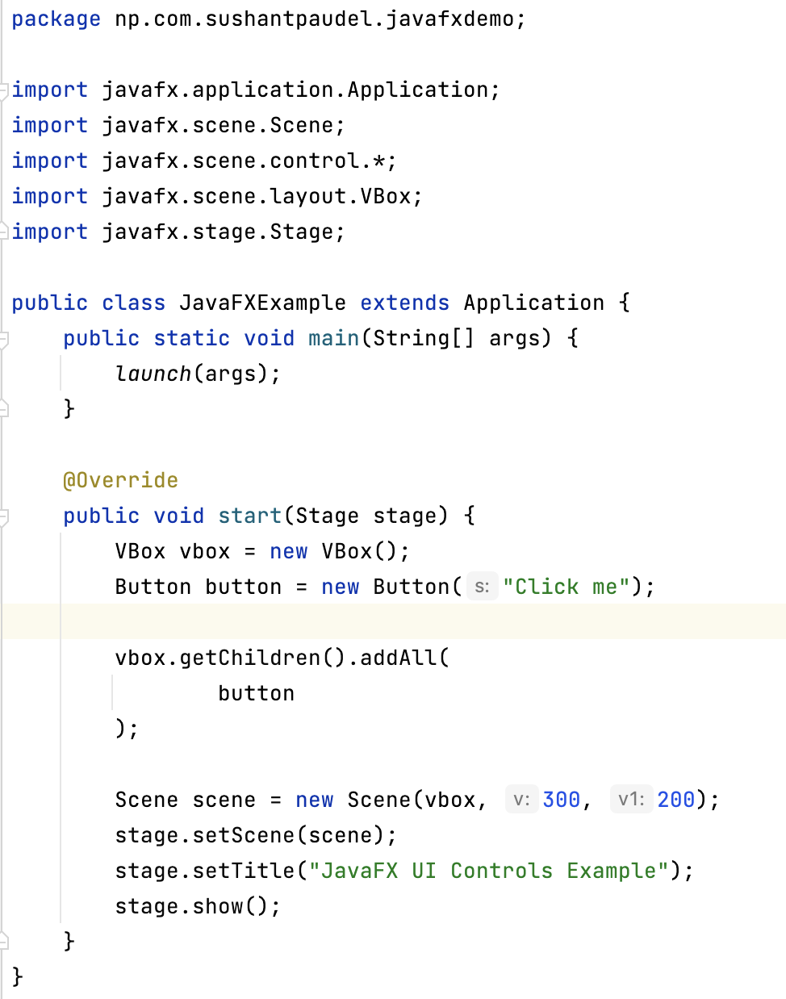 package np.com.sushantpaudel.javafxdemo;
import javafx.application.Application;
import javafx.scene.Scene;
import javafx.scene.control.*;
import javafx.scene.layout.VBox;
import javafx.stage.Stage;
public class JavaFXExample extends Application {
    public static void main(String[] args) {
        launch(args);
    }
    @Override
    public void start(Stage stage) {
        VBox vbox = new VBox();
        Button button = new Button( s: "Click me");
        vbox.getChildren().addAll(
                button
        );
        Scene scene = new Scene(vbox, v: 300, v1: 200);
        stage.setScene(scene);
        stage.setTitle("JavaFX UI Controls Example");
        stage.show();
    }
}